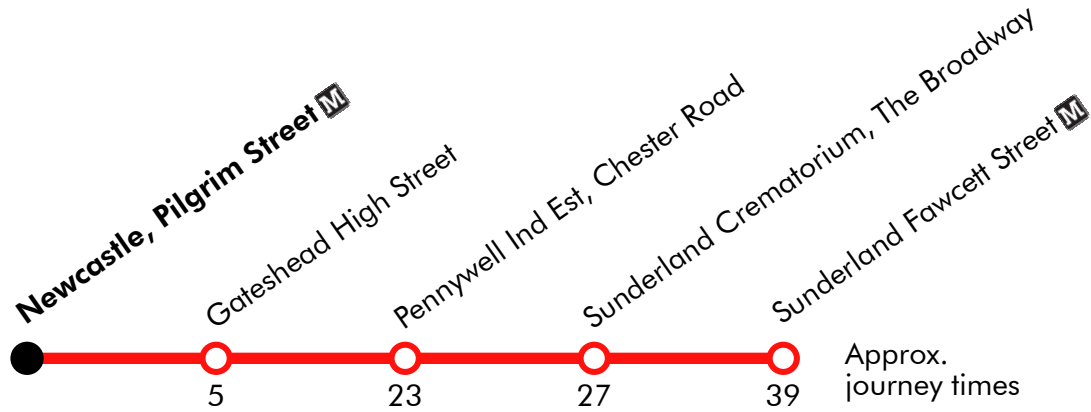 Newcastle, Pilgrim Street M
Gateshead High Street
Pennywell Ind Est, Chester Road
Sunderland Crematorium, The Broadway
Sunderland Fawcett Street M
5
23
27
39
Approx.
journey times